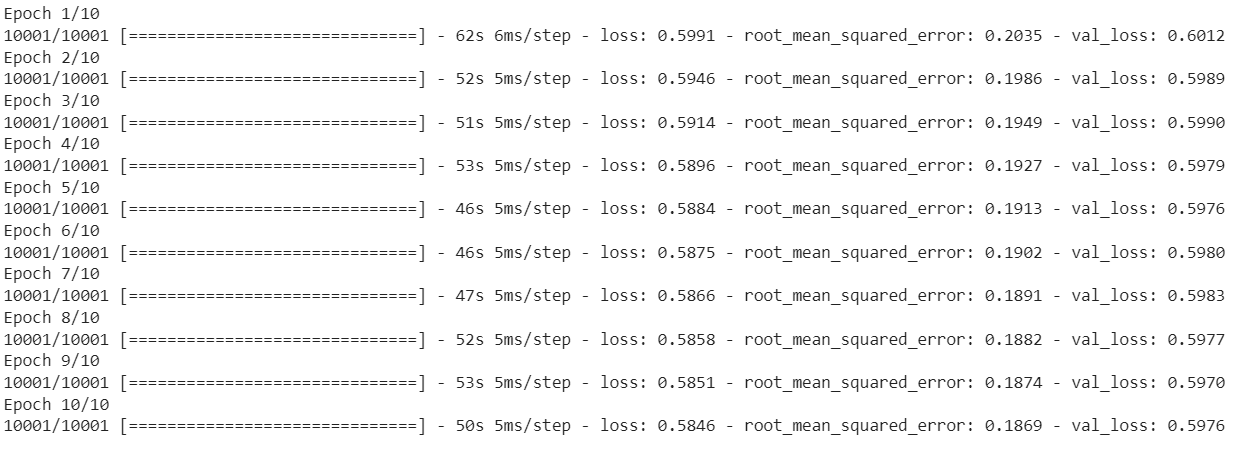 Epoch 1/10
10001/10001 [==============================] - 62s 6ms/step - loss: 0.5991 - root_mean_squared_error: 0.2035 - val_loss: 0.6012
Epoch 2/10
10001/10001 [==============================] - 52s 5ms/step - loss: 0.5946 - root_mean_squared_error: 0.1986 - val_loss: 0.5989
Epoch 3/10
10001/10001 [==============================] - 51s 5ms/step - loss: 0.5914 - root_mean_squared_error: 0.1949 - val_loss: 0.5990
Epoch 4/10
10001/10001 [==============================] - 53s 5ms/step - loss: 0.5896 - root_mean_squared_error: 0.1927 - val_loss: 0.5979
Epoch 5/10
10001/10001 [==============================] - 46s 5ms/step - loss: 0.5884 - root_mean_squared_error: 0.1913 - val_loss: 0.5976
Epoch 6/10
10001/10001 [==============================] - 46s 5ms/step - loss: 0.5875 - root_mean_squared_error: 0.1902 - val_loss: 0.5980
Epoch 7/10
10001/10001 [==============================] - 47s 5ms/step - loss: 0.5866 - root_mean_squared_error: 0.1891 - val_loss: 0.5983
Epoch 8/10
10001/10001 [==============================] - 52s 5ms/step - loss: 0.5858 - root_mean_squared_error: 0.1882 - val_loss: 0.5977
Epoch 9/10
10001/10001 [==============================] - 53s 5ms/step - loss: 0.5851 - root_mean_squared_error: 0.1874 - val_loss: 0.5970
Epoch 10/10
10001/10001 [==============================] - 50s 5ms/step - loss: 0.5846 - root_mean_squared_error: 0.1869 - val_loss: 0.5976